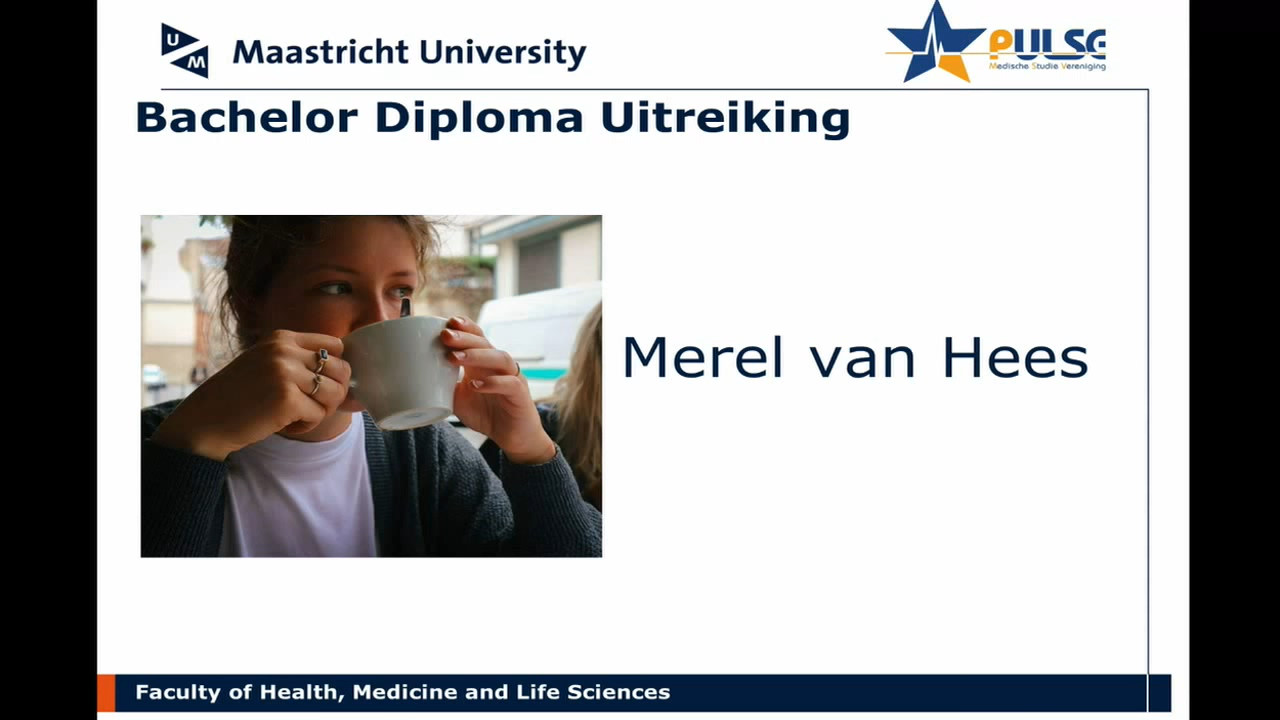 UM
Maastricht University
PULSE
Medische Studie Vereniging
Bachelor Diploma Uitreiking
Merel van Hees
Faculty of Health, Medicine and Life Sciences